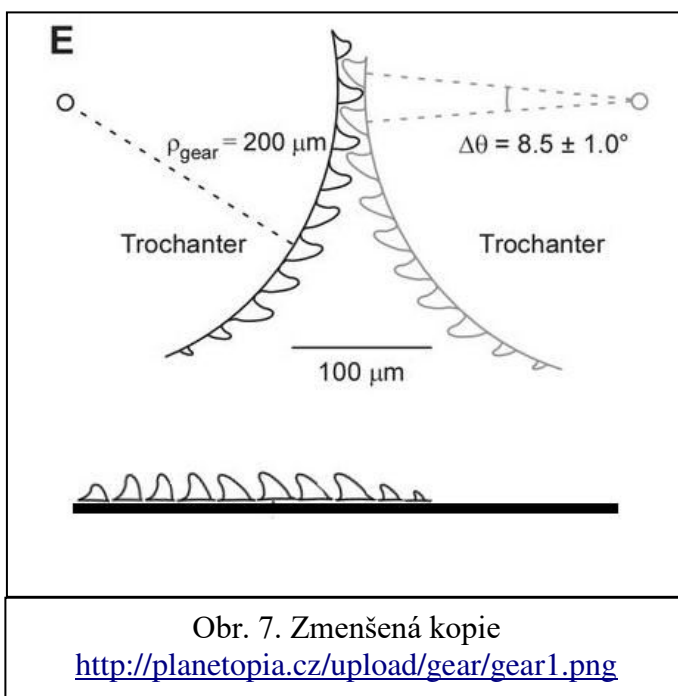 E
ρgear = 200 μm
Δθ = 8.5 ± 1.0°
Trochanter
Trochanter
100 μm
Obr. 7. Zmenšená kopie
http://planetopia.cz/upload/gear/gear1.png